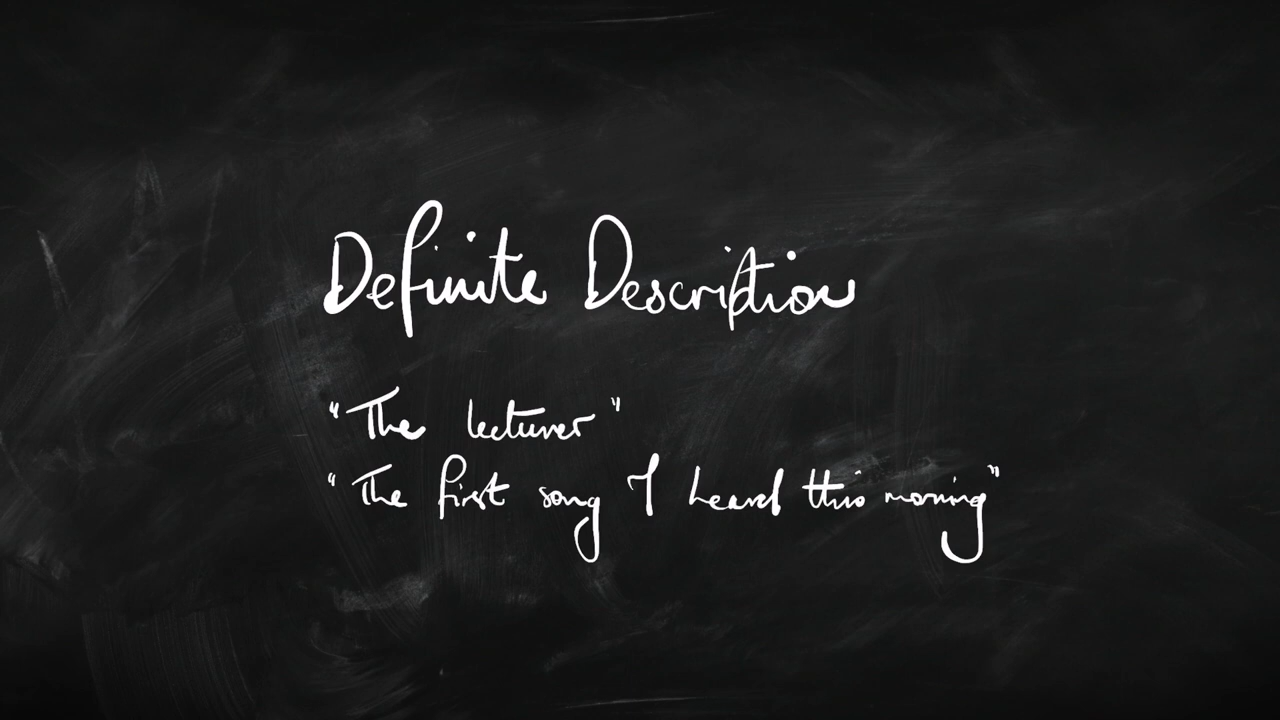 Definite Description
"The lecturer"
"The first song I heard this morning"